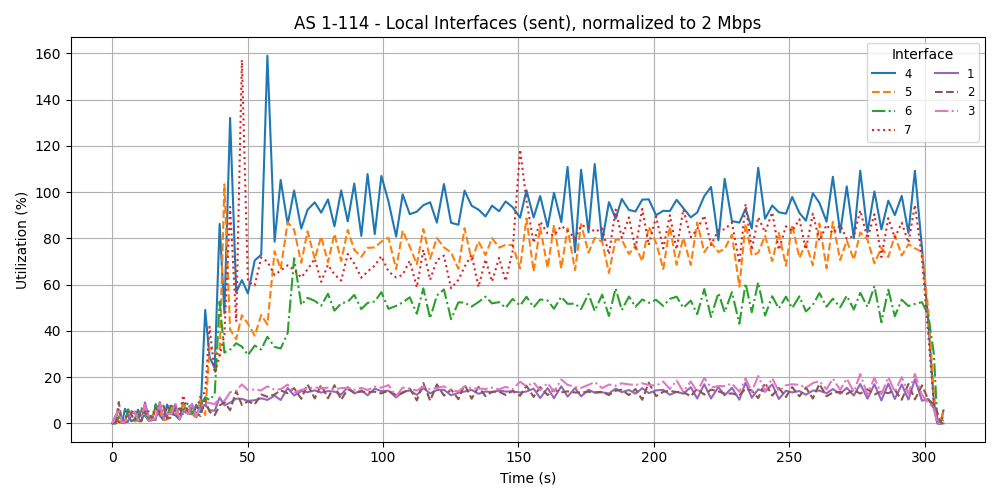 AS 1-114 - Local Interfaces (sent), normalized to 2 Mbps
Utilization (%)
160
140
120
100
80
60
40
20
0
0 50 100 150 200 250 300
Time (s)
Interface
4 1
5 2
6 3
7